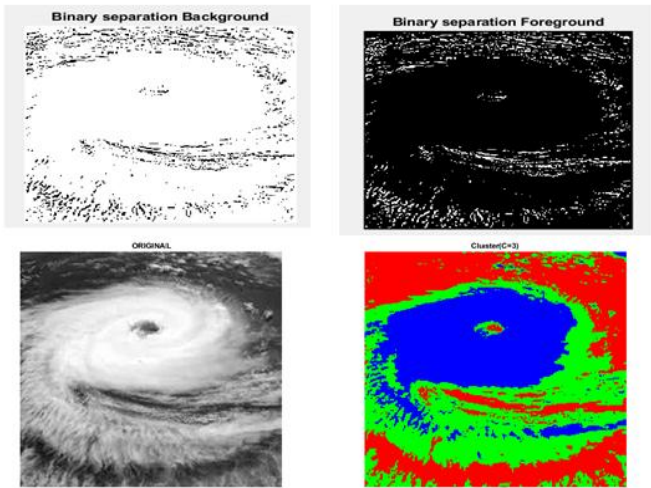 Binary separation Background
Binary separation Foreground
ORIGINAL
Cluster(C=3)